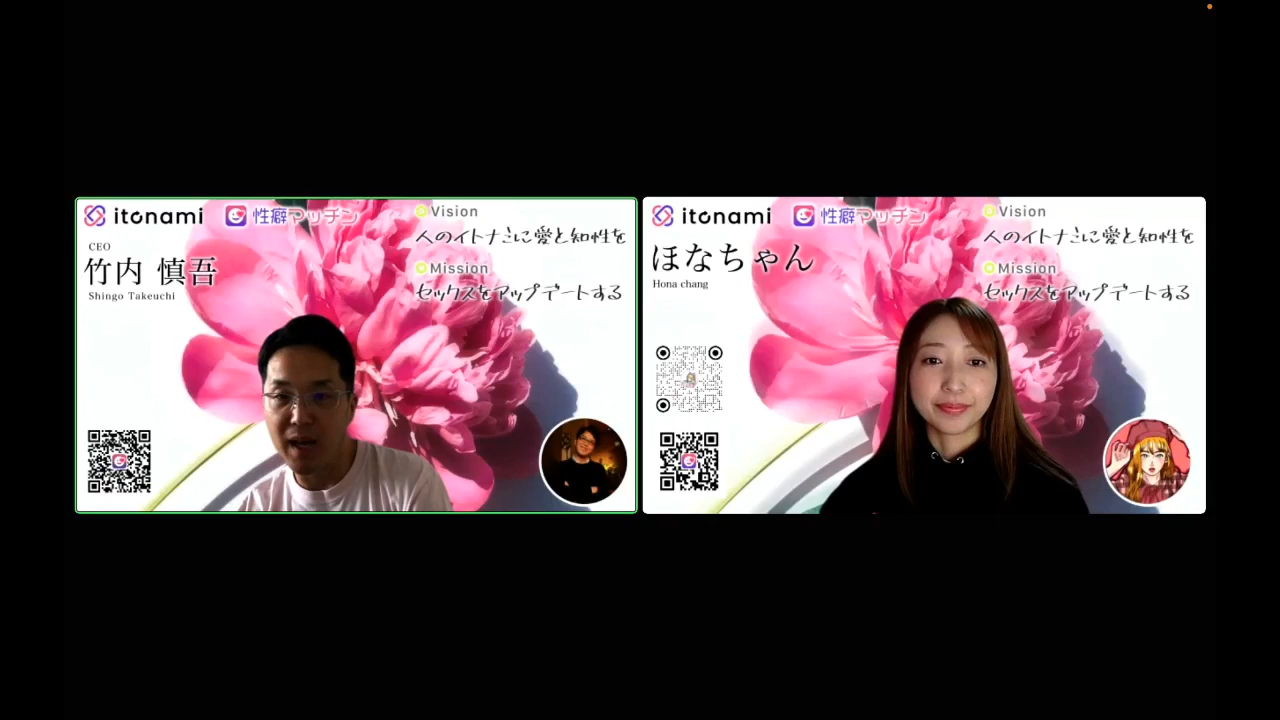 itonami
性癖マッチン
Vision
人のイトナミに愛と知性を
CEO
竹内 慎吾
Shingo Takeuchi
Mission
セックスをアップデートする
itonami
性癖マッチン
Vision
人のイトナミに愛と知性を
ほなちゃん
Hona chang
Mission
セックスをアップデートする